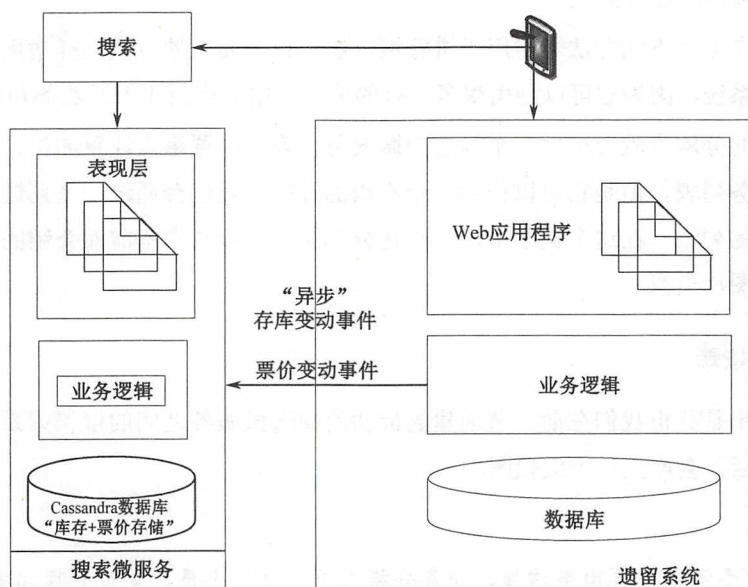 搜索
表现层
Web应用程序
“异步”
存库变动事件
票价变动事件
业务逻辑
业务逻辑
Cassandra数据库
“库存+票价存储”
数据库
搜索微服务
遗留系统